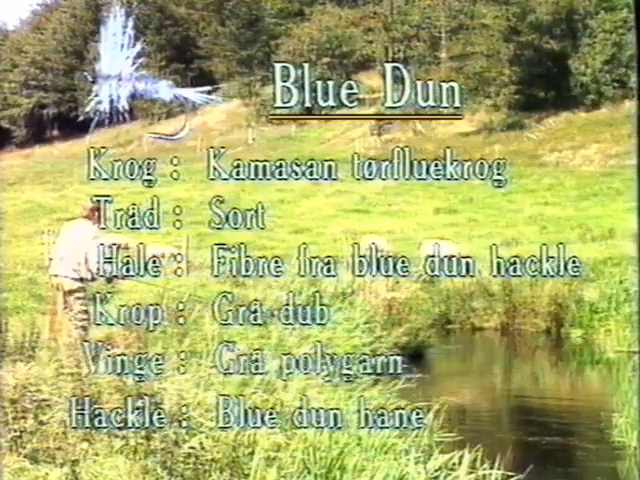 Blue Dun
Krog : Kamasan tørfluekrog
Tråd : Sort
Hale : Fibre fra blue dun hackle
Krop : Grå dub
Vinge : Grå polygarn
Hackle : Blue dun hane